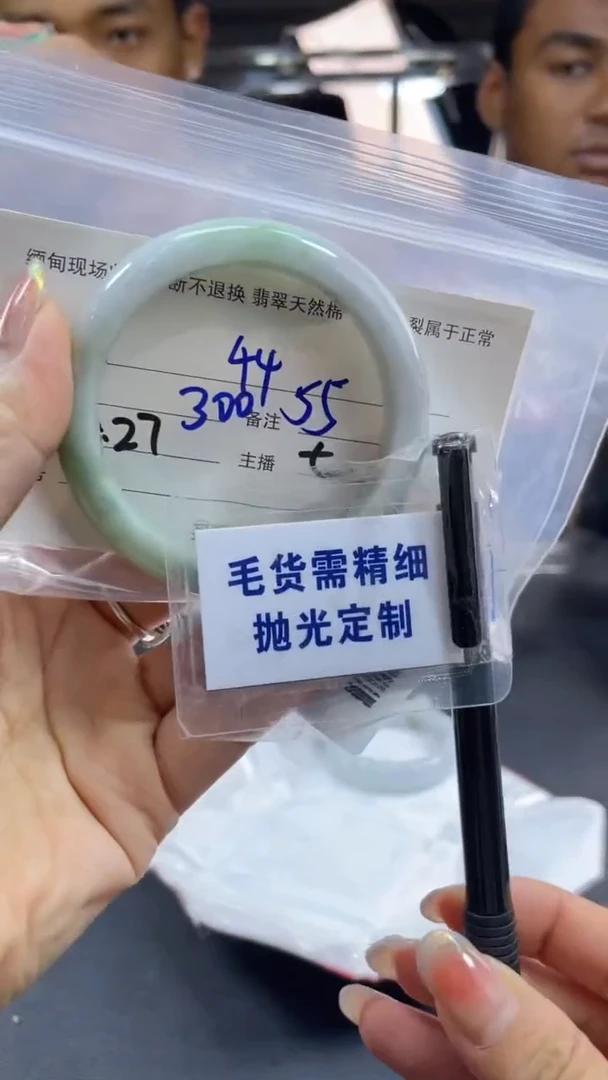 缅甸现场
断不退换 翡翠天然棉
裂属于正常
44
300
备注 55
:27
主播 +
毛货需精细
抛光定制